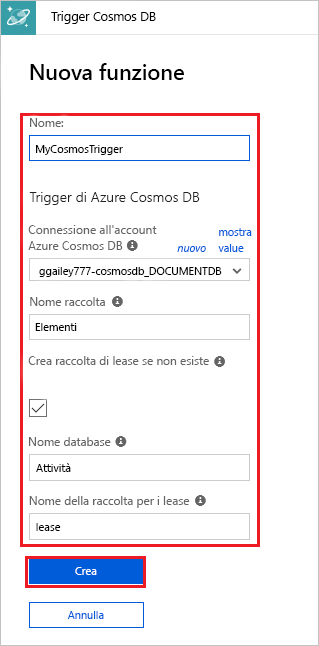 Trigger Cosmos DB
Nuova funzione
Nome:
MyCosmosTrigger
Trigger di Azure Cosmos DB
Connessione all'account mostra
Azure Cosmos DB nuovo value
ggailey777-cosmosdb_DOCUMENTDB
Nome raccolta
Elementi
Crea raccolta di lease se non esiste
Nome database
Attività
Nome della raccolta per i lease
lease
Crea
Annulla